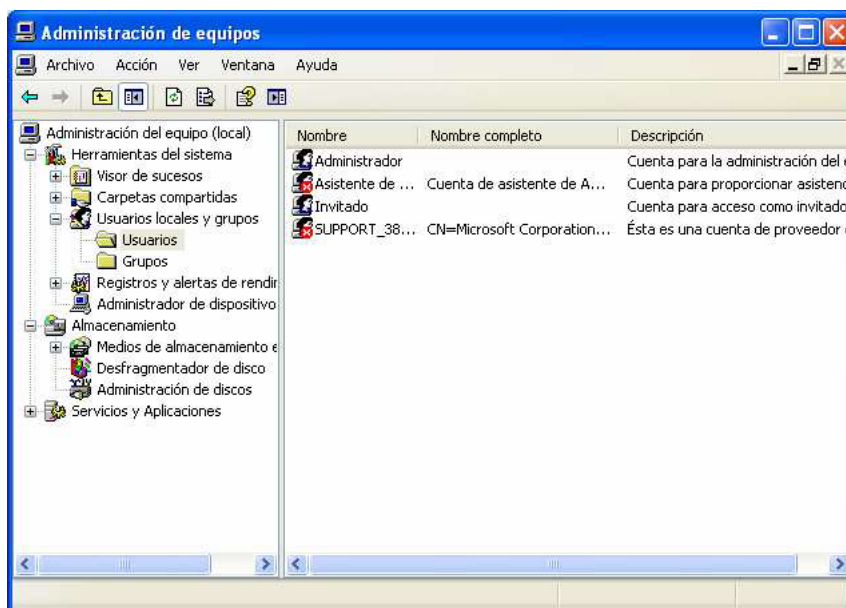 Administración de equipos
Archivo Acción Ver Ventana Ayuda
Administración del equipo (local)
Herramientas del sistema
Visor de sucesos
Carpetas compartidas
Usuarios locales y grupos
Usuarios
Grupos
Registros y alertas de rendir
Administrador de dispositivo
Almacenamiento
Medios de almacenamiento e
Desfragmentador de disco
Administración de discos
Servicios y Aplicaciones
Nombre Nombre completo Descripción
Administrador Cuenta para la administración del e
Asistente de ... Cuenta de asistente de A... Cuenta para proporcionar asistenc
Invitado Cuenta para acceso como invitado
SUPPORT_38... CN=Microsoft Corporation... Ésta es una cuenta de proveedor